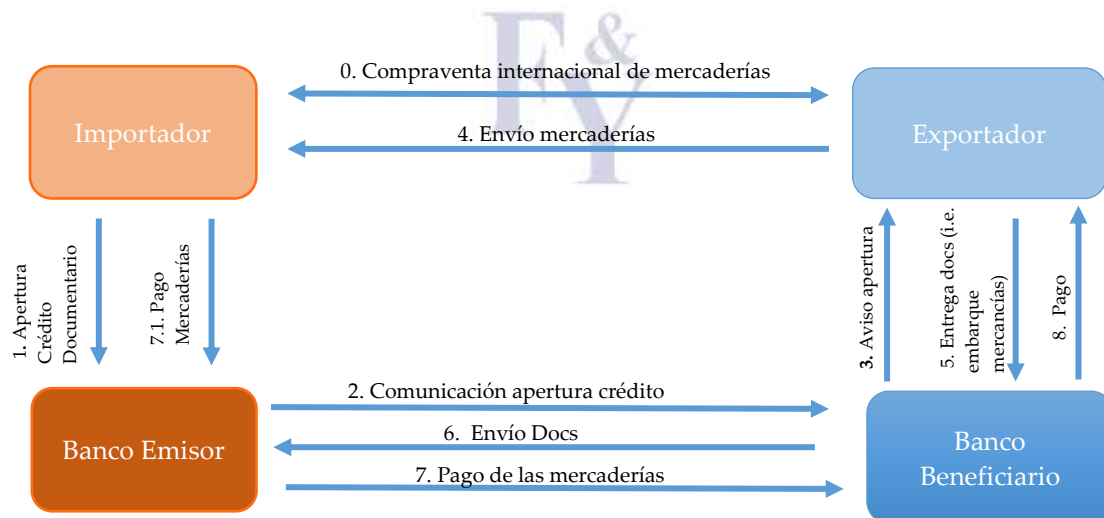 F&Y
0. Compraventa internacional de mercaderías
Importador
Exportador
4. Envío mercaderías
1. Apertura
Crédito
Documentario
7.1. Pago
Mercaderías
3. Aviso apertura
5. Entrega docs (i.e.
embarque
mercancías)
8. Pago
2. Comunicación apertura crédito
Banco Emisor
6. Envío Docs
Banco
Beneficiario
7. Pago de las mercaderías